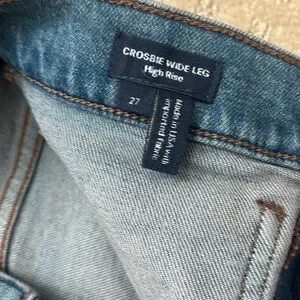 CROSBIE WIDE LEG
High Rise
27
Made in USA with
imported fabric